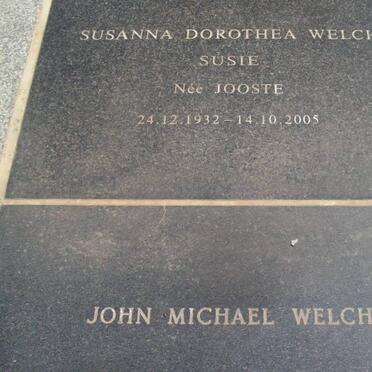 SUSANNA DOROTHEA WELCH
SUSIE
Née JOOSTE
24.12.1932 – 14.10.2005
JOHN MICHAEL WELCH